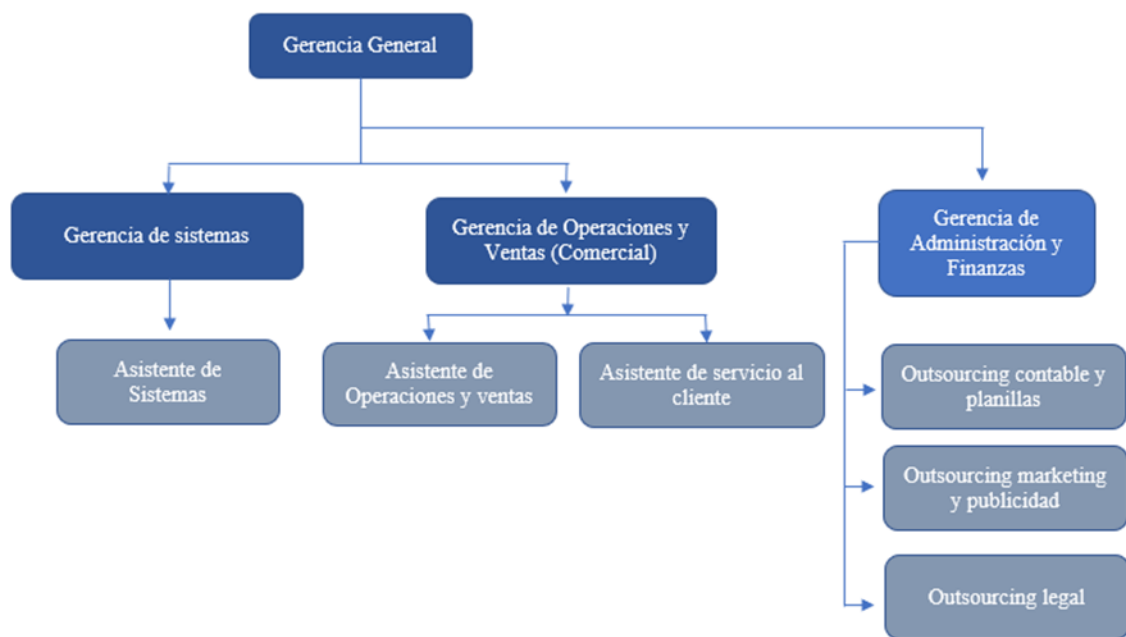 Gerencia General
Gerencia de sistemas
Gerencia de Operaciones y
Ventas (Comercial)
Gerencia de
Administración y
Finanzas
Asistente de
Sistemas
Asistente de
Operaciones y ventas
Asistente de servicio al
cliente
Outsourcing contable y
planillas
Outsourcing marketing
y publicidad
Outsourcing legal